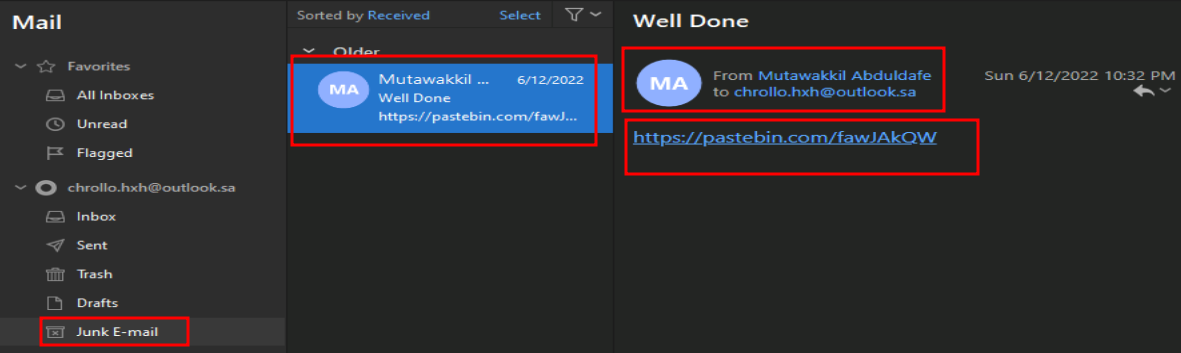 Mail
Favorites
All Inboxes
Unread
Flagged
chrollo.hxh@outlook.sa
Inbox
Sent
Trash
Drafts
Junk E-mail
Sorted by Received Select
Older
MA
Mutawakkil ... 6/12/2022
Well Done
https://pastebin.com/fawJ...
Well Done
MA
From Mutawakkil Abduldafe
to chrollo.hxh@outlook.sa
Sun 6/12/2022 10:32 PM
https://pastebin.com/fawJAkQW